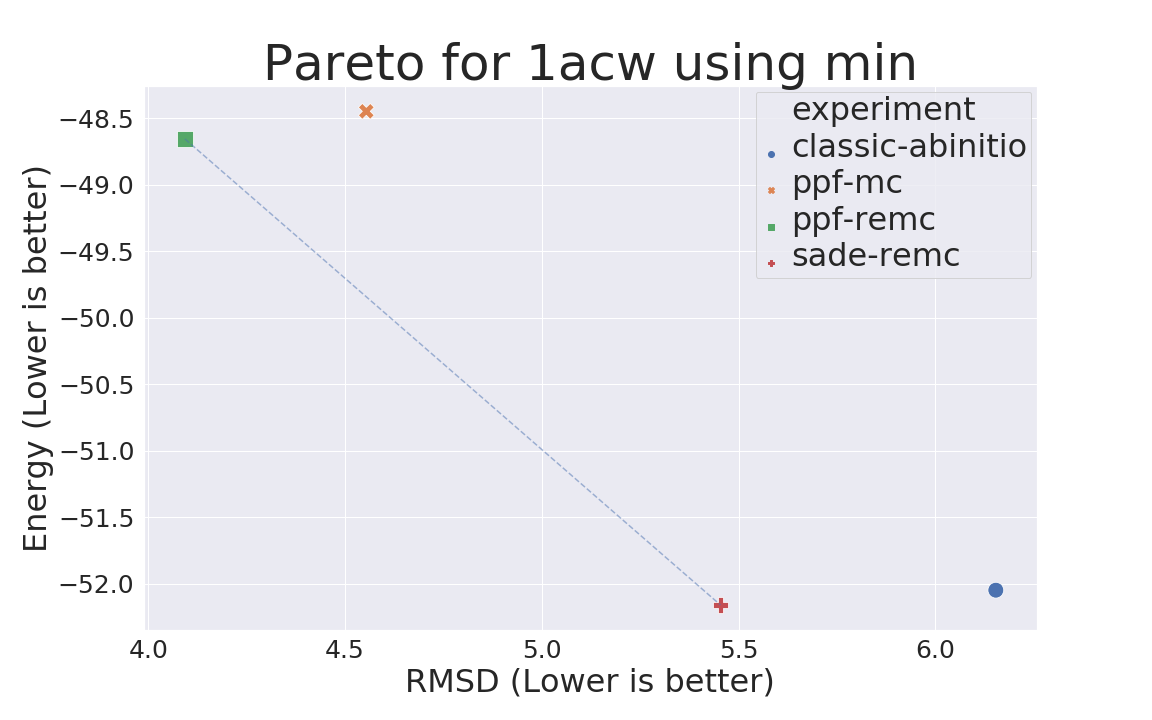 Pareto for 1acw using min
Energy (Lower is better)
−48.5
−49.0
−49.5
−50.0
−50.5
−51.0
−51.5
−52.0
experiment
classic-abinitio
ppf-mc
ppf-remc
sade-remc
4.0 4.5 5.0 5.5 6.0
RMSD (Lower is better)